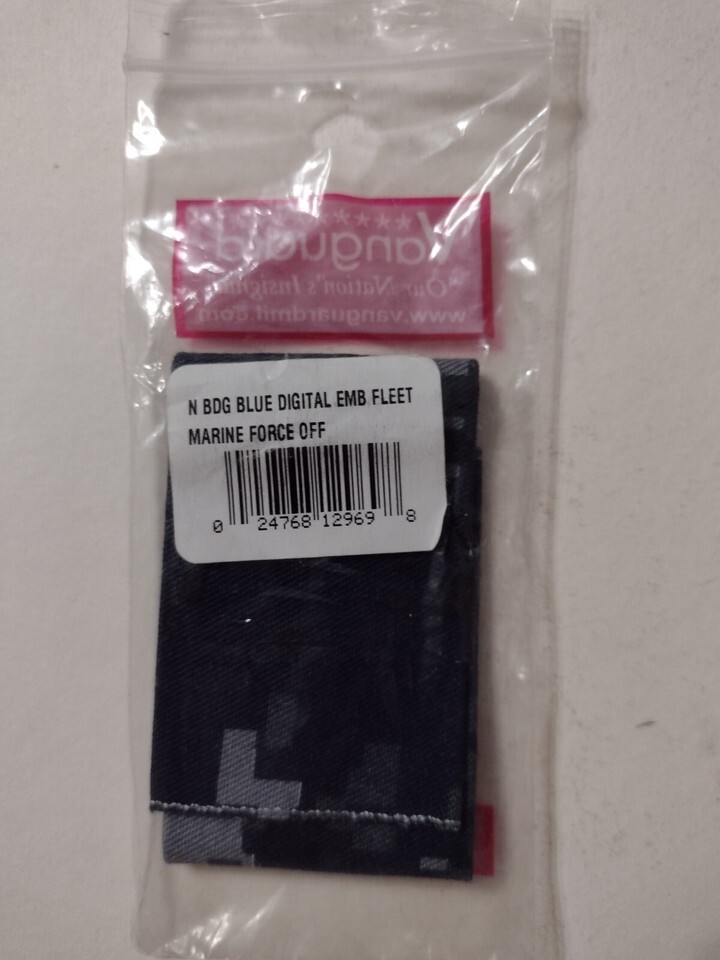 Vanguard
"Our Nation's Insignia
www.vanguardmil.com
N BDG BLUE DIGITAL EMB FLEET
MARINE FORCE OFF
0 24768 12969 8